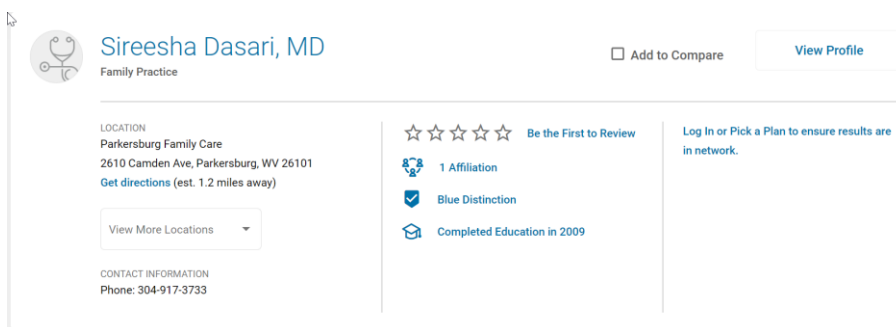 Sireesha Dasari, MD
Family Practice
Add to Compare
View Profile
LOCATION
Parkersburg Family Care
2610 Camden Ave, Parkersburg, WV 26101
Get directions (est. 1.2 miles away)
View More Locations
CONTACT INFORMATION
Phone: 304-917-3733
Be the First to Review
1 Affiliation
Blue Distinction
Completed Education in 2009
Log In or Pick a Plan to ensure results are
in network.